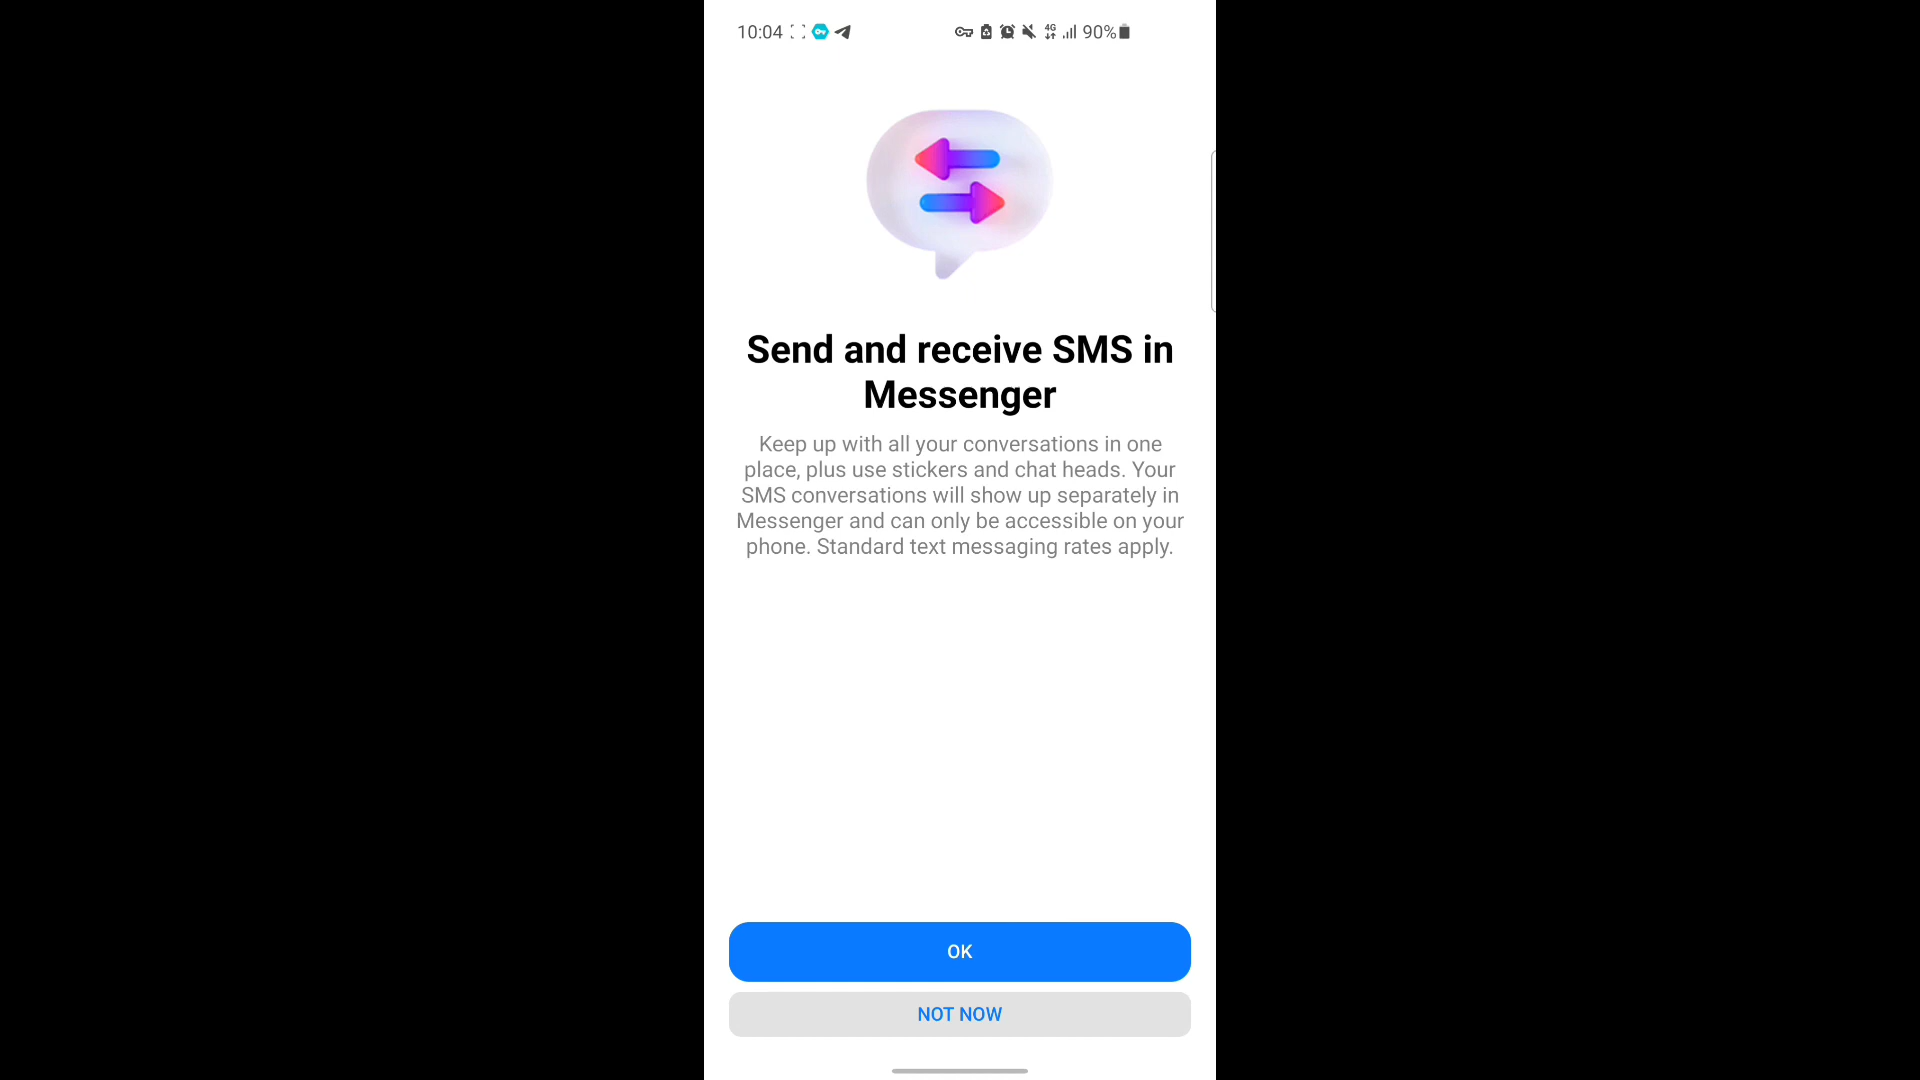 10:04
4G
90%
Send and receive SMS in
Messenger
Keep up with all your conversations in one
place, plus use stickers and chat heads. Your
SMS conversations will show up separately in
Messenger and can only be accessible on your
phone. Standard text messaging rates apply.
OK
NOT NOW